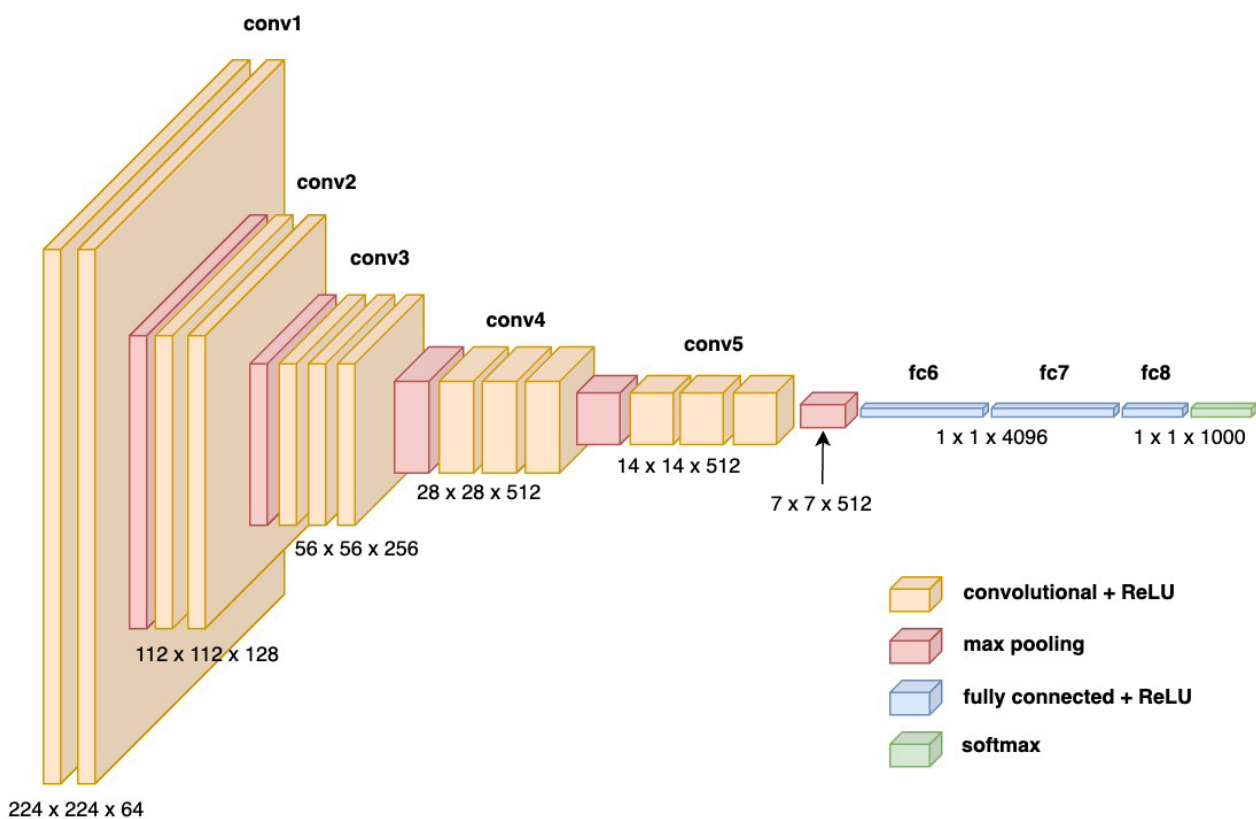 conv1
conv2
conv3
conv4
conv5
fc6
fc7
fc8
1 x 1 x 4096
1 x 1 x 1000
14 x 14 x 512
28 x 28 x 512
7 x 7 x 512
56 x 56 x 256
112 x 112 x 128
224 x 224 x 64
convolutional + ReLU
max pooling
fully connected + ReLU
softmax